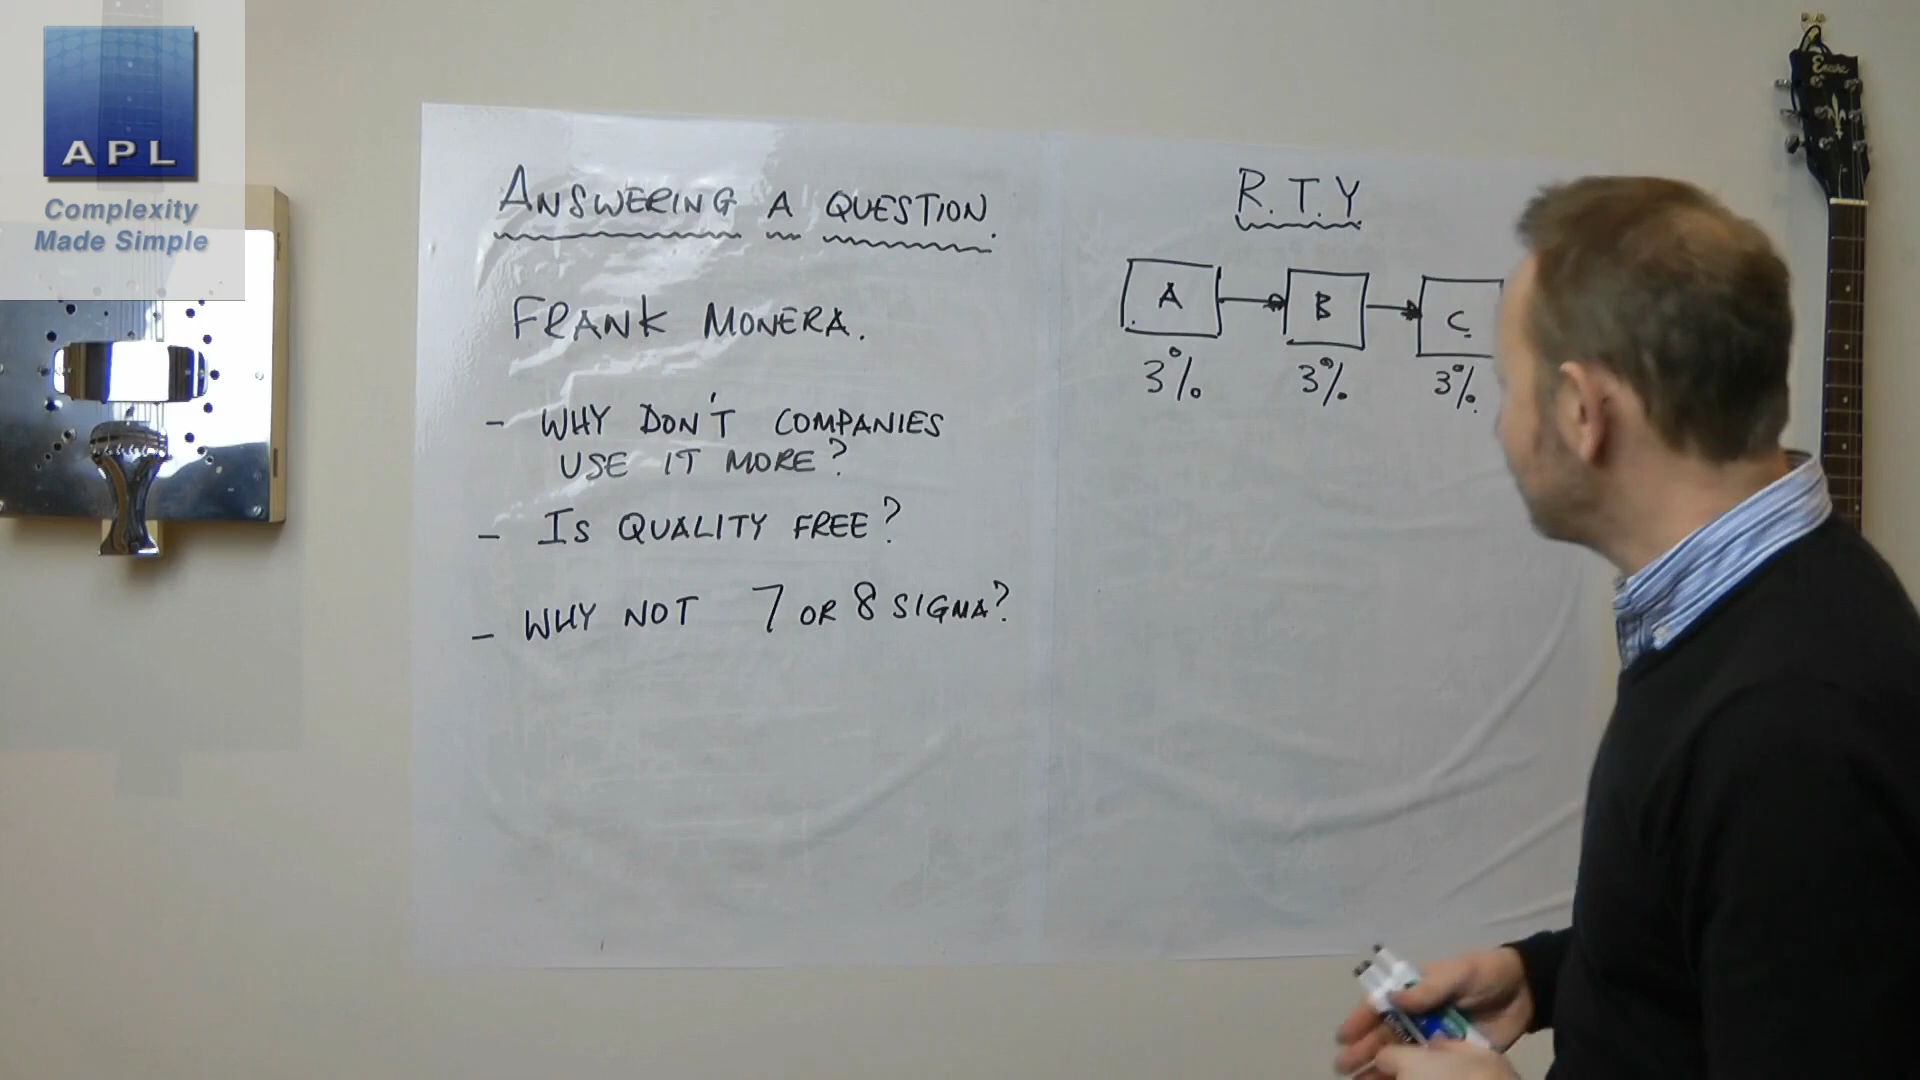 APL
Complexity
Made Simple
ANSWERING A QUESTION.
FRANK MONERA.
- WHY DON'T COMPANIES
USE IT MORE?
- IS QUALITY FREE?
- WHY NOT 7 OR 8 SIGMA?
R.T.Y
A B C
3% 3% 3%
Encore